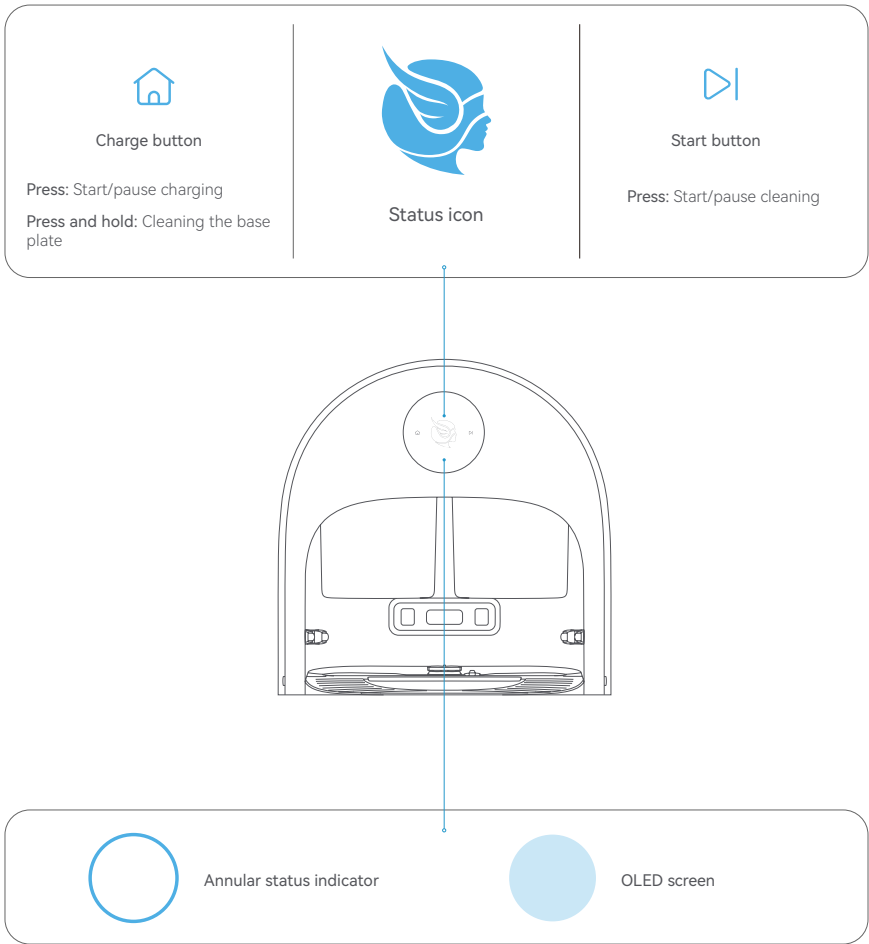 Charge button
Press: Start/pause charging
Press and hold: Cleaning the base
plate
Status icon
Start button
Press: Start/pause cleaning
Annular status indicator
OLED screen